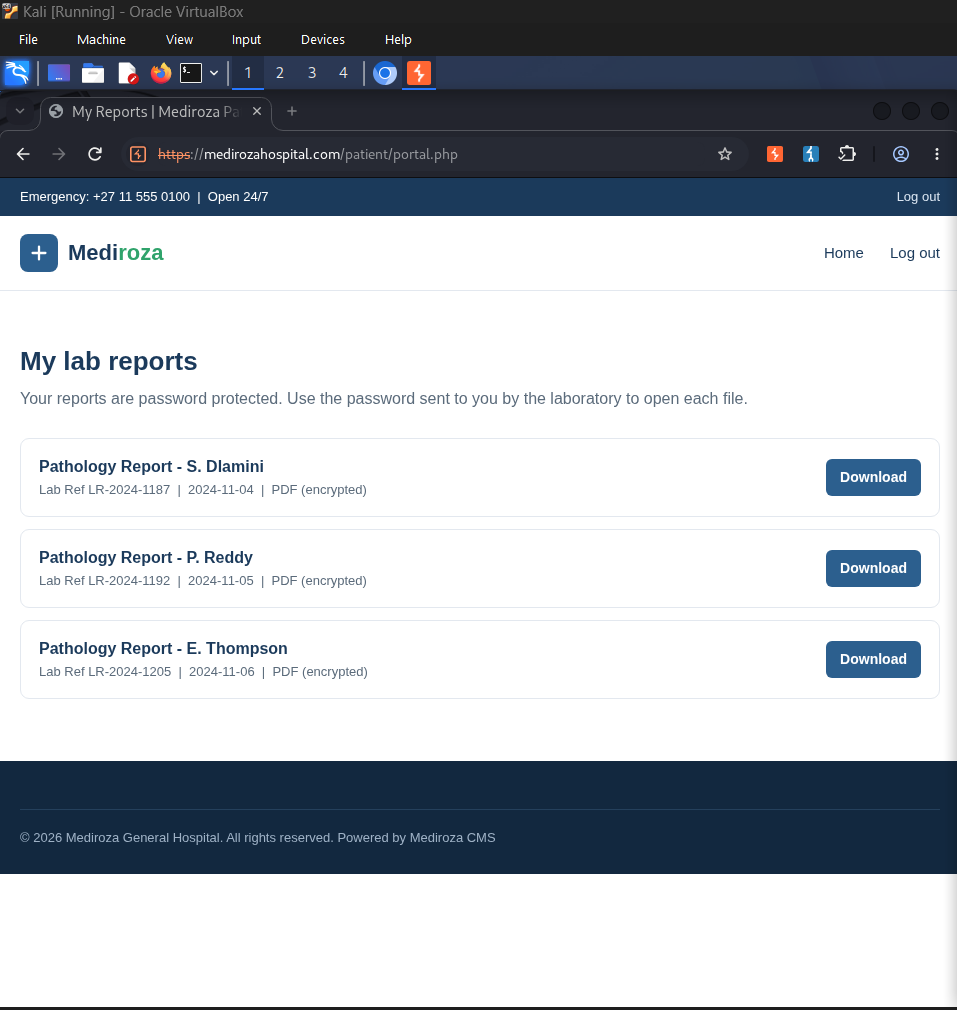 Kali [Running] - Oracle VirtualBox
File Machine View Input Devices Help
1 2 3 4
My Reports | Mediroza Pa
https://medirozahospital.com/patient/portal.php
Emergency: +27 11 555 0100 | Open 24/7 Log out
Mediroza Home Log out
My lab reports
Your reports are password protected. Use the password sent to you by the laboratory to open each file.
Pathology Report - S. Dlamini
Lab Ref LR-2024-1187 | 2024-11-04 | PDF (encrypted)
Download
Pathology Report - P. Reddy
Lab Ref LR-2024-1192 | 2024-11-05 | PDF (encrypted)
Download
Pathology Report - E. Thompson
Lab Ref LR-2024-1205 | 2024-11-06 | PDF (encrypted)
Download
© 2026 Mediroza General Hospital. All rights reserved. Powered by Mediroza CMS